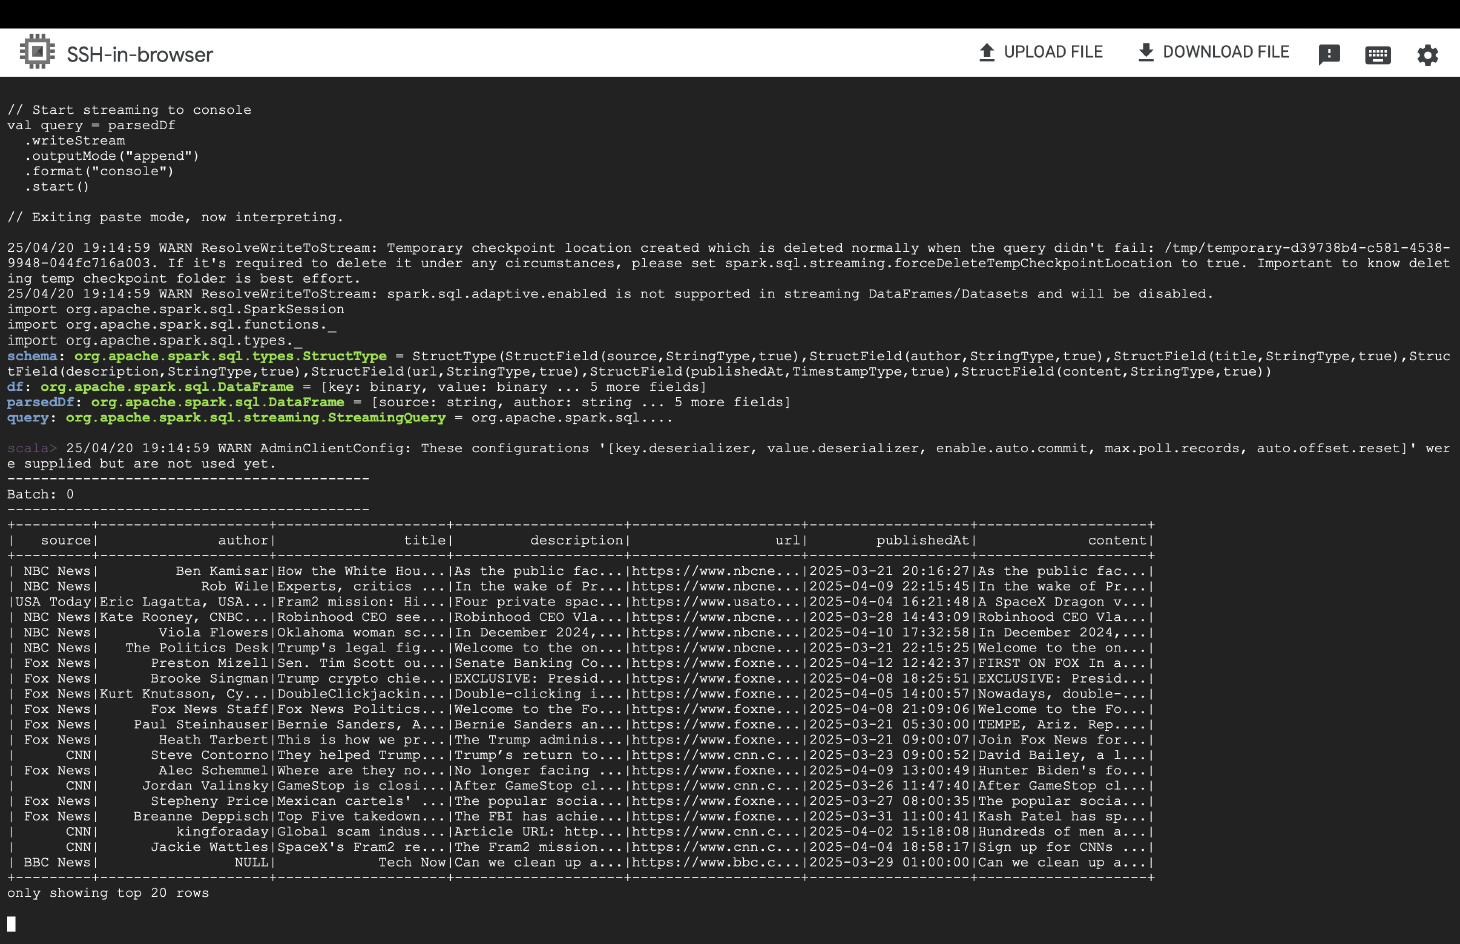 SSH-in-browser
UPLOAD FILE
DOWNLOAD FILE
// Start streaming to console
val query = parsedDf
  .writeStream
  .outputMode("append")
  .format("console")
  .start()
// Exiting paste mode, now interpreting.
25/04/20 19:14:59 WARN ResolveWriteToStream: Temporary checkpoint location created which is deleted normally when the query didn't fail: /tmp/temporary-d39738b4-c581-4538-
9948-044fc716a003. If it's required to delete it under any circumstances, please set spark.sql.streaming.forceDeleteTempCheckpointLocation to true. Important to know delet
ing temp checkpoint folder is best effort.
25/04/20 19:14:59 WARN ResolveWriteToStream: spark.sql.adaptive.enabled is not supported in streaming DataFrames/Datasets and will be disabled.
import org.apache.spark.sql.SparkSession
import org.apache.spark.sql.functions._
import org.apache.spark.sql.types._
schema: org.apache.spark.sql.types.StructType = StructType(StructField(source,StringType,true),StructField(author,StringType,true),StructField(title,StringType,true),Struc
tField(description,StringType,true),StructField(url,StringType,true),StructField(publishedAt,TimestampType,true),StructField(content,StringType,true))
df: org.apache.spark.sql.DataFrame = [key: binary, value: binary ... 5 more fields]
parsedDf: org.apache.spark.sql.DataFrame = [source: string, author: string ... 5 more fields]
query: org.apache.spark.sql.streaming.StreamingQuery = org.apache.spark.sql....
scala> 25/04/20 19:14:59 WARN AdminClientConfig: These configurations '[key.deserializer, value.deserializer, enable.auto.commit, max.poll.records, auto.offset.reset]' wer
e supplied but are not used yet.
-------------------------------------------
Batch: 0
-------------------------------------------
+---------+--------------------+--------------------+--------------------+--------------------+-------------------+--------------------+
|   source|              author|               title|         description|                 url|        publishedAt|             content|
+---------+--------------------+--------------------+--------------------+--------------------+-------------------+--------------------+
| NBC News|         Ben Kamisar|How the White Hou...|As the public fac...|https://www.nbcne...|2025-03-21 20:16:27|As the public fac...|
| NBC News|            Rob Wile|Experts, critics ...|In the wake of Pr...|https://www.nbcne...|2025-04-09 22:15:45|In the wake of Pr...|
|USA Today|Eric Lagatta, USA...|Fram2 mission: Hi...|Four private spac...|https://www.usato...|2025-04-04 16:21:48|A SpaceX Dragon v...|
| NBC News|Kate Rooney, CNBC...|Robinhood CEO see...|Robinhood CEO Vla...|https://www.nbcne...|2025-03-28 14:43:09|Robinhood CEO Vla...|
| NBC News|       Viola Flowers|Oklahoma woman sc...|In December 2024,...|https://www.nbcne...|2025-04-10 17:32:58|In December 2024,...|
| NBC News|   The Politics Desk|Trump's legal fig...|Welcome to the on...|https://www.nbcne...|2025-03-21 22:15:25|Welcome to the on...|
| Fox News|      Preston Mizell|Sen. Tim Scott ou...|Senate Banking Co...|https://www.foxne...|2025-04-12 12:42:37|FIRST ON FOX In a...|
| Fox News|      Brooke Singman|Trump crypto chie...|EXCLUSIVE: Presid...|https://www.foxne...|2025-04-08 18:25:51|EXCLUSIVE: Presid...|
| Fox News|Kurt Knutsson, Cy...|DoubleClickjackin...|Double-clicking i...|https://www.foxne...|2025-04-05 14:00:57|Nowadays, double-...|
| Fox News|      Fox News Staff|Fox News Politics...|Welcome to the Fo...|https://www.foxne...|2025-04-08 21:09:06|Welcome to the Fo...|
| Fox News|    Paul Steinhauser|Bernie Sanders, A...|Bernie Sanders an...|https://www.foxne...|2025-03-21 05:30:00|TEMPE, Ariz. Rep....|
| Fox News|       Heath Tarbert|This is how we pr...|The Trump adminis...|https://www.foxne...|2025-03-21 09:00:07|Join Fox News for...|
|      CNN|      Steve Contorno|They helped Trump...|Trump’s return to...|https://www.cnn.c...|2025-03-23 09:00:52|David Bailey, a l...|
| Fox News|       Alec Schemmel|Where are they no...|No longer facing ...|https://www.foxne...|2025-04-09 13:00:49|Hunter Biden's fo...|
|      CNN|     Jordan Valinsky|GameStop is closi...|After GameStop cl...|https://www.cnn.c...|2025-03-26 11:47:40|After GameStop cl...|
| Fox News|      Stepheny Price|Mexican cartels' ...|The popular socia...|https://www.foxne...|2025-03-27 08:00:35|The popular socia...|
| Fox News|    Breanne Deppisch|Top Five takedown...|The FBI has achie...|https://www.foxne...|2025-03-31 11:00:41|Kash Patel has sp...|
|      CNN|         kingforaday|Global scam indus...|Article URL: http...|https://www.cnn.c...|2025-04-02 15:18:08|Hundreds of men a...|
|      CNN|      Jackie Wattles|SpaceX's Fram2 re...|The Fram2 mission...|https://www.cnn.c...|2025-04-04 18:58:17|Sign up for CNNs ...|
| BBC News|                NULL|            Tech Now|Can we clean up a...|https://www.bbc.c...|2025-03-29 01:00:00|Can we clean up a...|
+---------+--------------------+--------------------+--------------------+--------------------+-------------------+--------------------+
only showing top 20 rows